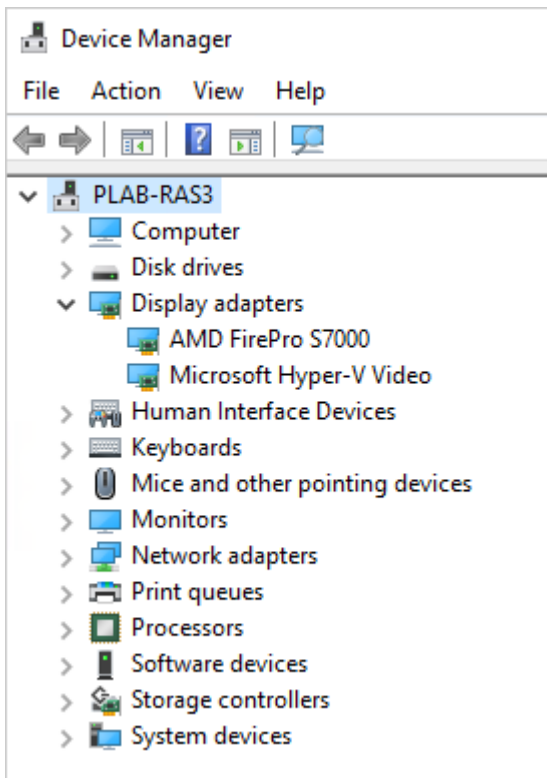 Device Manager
File Action View Help
PLAB-RAS3
Computer
Disk drives
Display adapters
AMD FirePro S7000
Microsoft Hyper-V Video
Human Interface Devices
Keyboards
Mice and other pointing devices
Monitors
Network adapters
Print queues
Processors
Software devices
Storage controllers
System devices